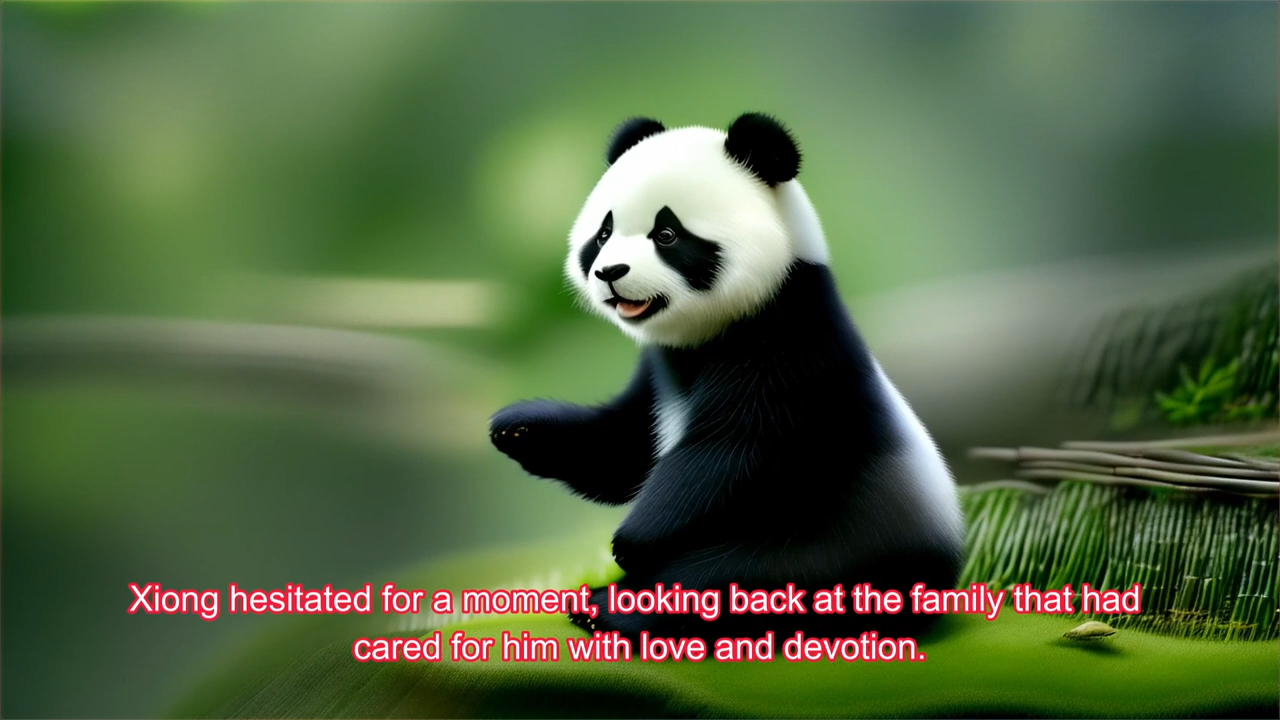 Xiong hesitated for a moment, looking back at the family that had
cared for him with love and devotion.